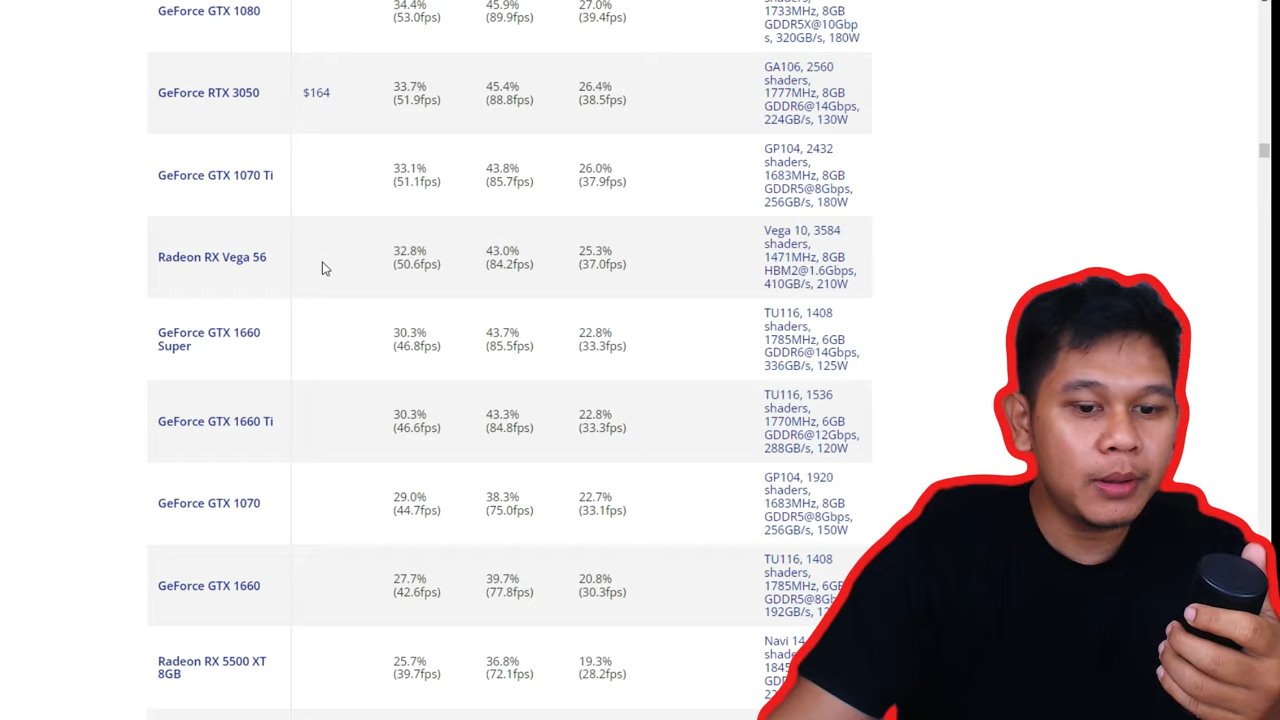 GeForce GTX 1080
34.4%
(53.0fps)
45.9%
(89.9fps)
27.0%
(39.4fps)
1733MHz, 8GB
GDDR5X@10Gbp
s, 320GB/s, 180W
GeForce RTX 3050
$164
33.7%
(51.9fps)
45.4%
(88.8fps)
26.4%
(38.5fps)
GA106, 2560
shaders,
1777MHz, 8GB
GDDR6@14Gbps,
224GB/s, 130W
GeForce GTX 1070 Ti
33.1%
(51.1fps)
43.8%
(85.7fps)
26.0%
(37.9fps)
GP104, 2432
shaders,
1683MHz, 8GB
GDDR5@8Gbps,
256GB/s, 180W
Radeon RX Vega 56
32.8%
(50.6fps)
43.0%
(84.2fps)
25.3%
(37.0fps)
Vega 10, 3584
shaders,
1471MHz, 8GB
HBM2@1.6Gbps,
410GB/s, 210W
GeForce GTX 1660
Super
30.3%
(46.8fps)
43.7%
(85.5fps)
22.8%
(33.3fps)
TU116, 1408
shaders,
1785MHz, 6GB
GDDR6@14Gbps,
336GB/s, 125W
GeForce GTX 1660 Ti
30.3%
(46.6fps)
43.3%
(84.8fps)
22.8%
(33.3fps)
TU116, 1536
shaders,
1770MHz, 6GB
GDDR6@12Gbps,
288GB/s, 120W
GeForce GTX 1070
29.0%
(44.7fps)
38.3%
(75.0fps)
22.7%
(33.1fps)
GP104, 1920
shaders,
1683MHz, 8GB
GDDR5@8Gbps,
256GB/s, 150W
GeForce GTX 1660
27.7%
(42.6fps)
39.7%
(77.8fps)
20.8%
(30.3fps)
TU116, 1408
shaders,
1785MHz,
192GB/s,
Radeon RX 5500 XT
8GB
25.7%
(39.7fps)
36.8%
(72.1fps)
19.3%
(28.2fps)
Navi